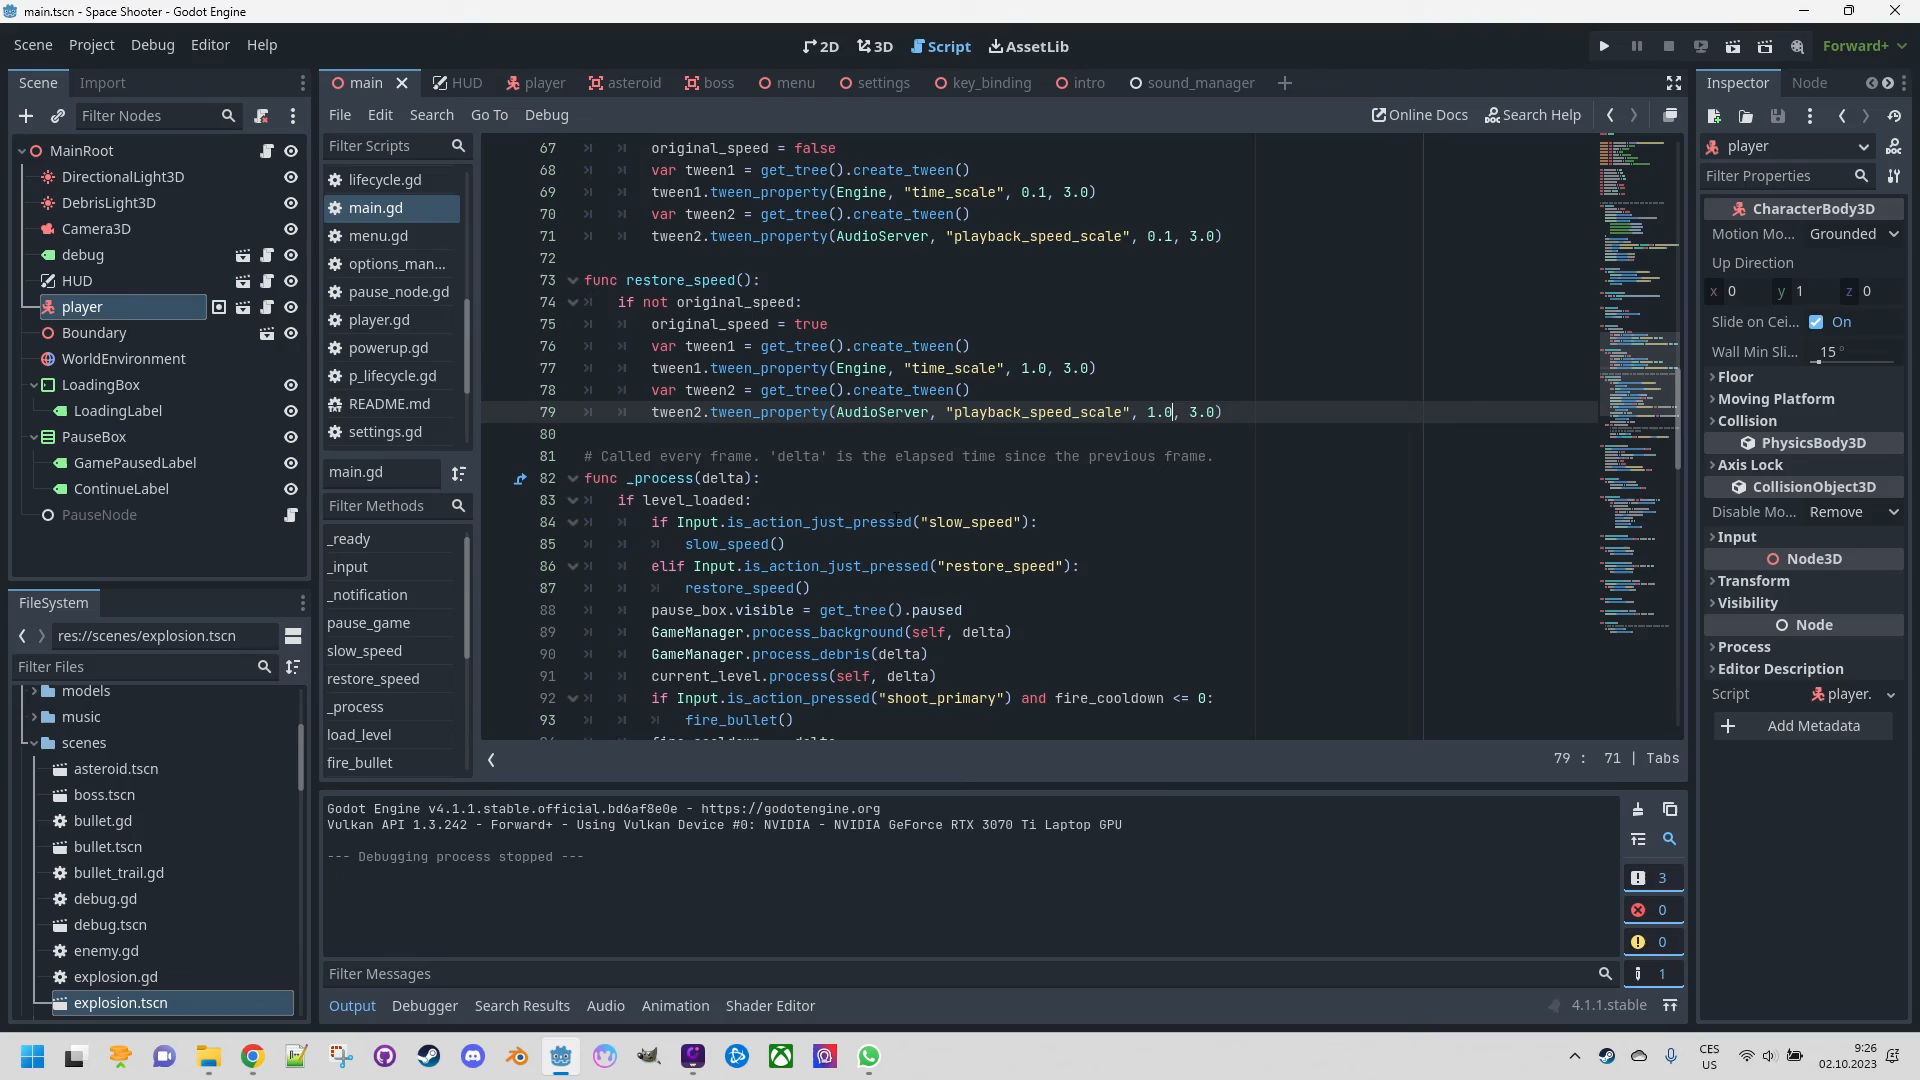 main.tscn - Space Shooter - Godot Engine
Scene Project Debug Editor Help
2D 3D Script AssetLib
Forward+
Scene Import
main HUD player asteroid boss menu settings key_binding intro sound_manager
Inspector Node
Filter Nodes
File Edit Search Go To Debug
Online Docs Search Help
MainRoot
DirectionalLight3D
DebrisLight3D
Camera3D
debug
HUD
player
Boundary
WorldEnvironment
LoadingBox
LoadingLabel
PauseBox
GamePausedLabel
ContinueLabel
PauseNode
FileSystem
res://scenes/explosion.tscn
Filter Files
models
music
scenes
asteroid.tscn
boss.tscn
bullet.gd
bullet.tscn
bullet_trail.gd
debug.gd
debug.tscn
enemy.gd
explosion.gd
explosion.tscn
Filter Scripts
lifecycle.gd
main.gd
menu.gd
options_man...
pause_node.gd
player.gd
powerup.gd
p_lifecycle.gd
README.md
settings.gd
main.gd
Filter Methods
_ready
_input
_notification
pause_game
slow_speed
restore_speed
_process
load_level
fire_bullet
67 original_speed = false
68 var tween1 = get_tree().create_tween()
69 tween1.tween_property(Engine, "time_scale", 0.1, 3.0)
70 var tween2 = get_tree().create_tween()
71 tween2.tween_property(AudioServer, "playback_speed_scale", 0.1, 3.0)
72
73 func restore_speed():
74 if not original_speed:
75 original_speed = true
76 var tween1 = get_tree().create_tween()
77 tween1.tween_property(Engine, "time_scale", 1.0, 3.0)
78 var tween2 = get_tree().create_tween()
79 tween2.tween_property(AudioServer, "playback_speed_scale", 1.0, 3.0)
80
81 # Called every frame. 'delta' is the elapsed time since the previous frame.
82 func _process(delta):
83 if level_loaded:
84 if Input.is_action_just_pressed("slow_speed"):
85 slow_speed()
86 elif Input.is_action_just_pressed("restore_speed"):
87 restore_speed()
88 pause_box.visible = get_tree().paused
89 GameManager.process_background(self, delta)
90 GameManager.process_debris(delta)
91 current_level.process(self, delta)
92 if Input.is_action_pressed("shoot_primary") and fire_cooldown <= 0:
93 fire_bullet()
79 : 71 | Tabs
Godot Engine v4.1.1.stable.official.bd6af8e0e - https://godotengine.org
Vulkan API 1.3.242 - Forward+ - Using Vulkan Device #0: NVIDIA - NVIDIA GeForce RTX 3070 Ti Laptop GPU
--- Debugging process stopped ---
3
0
0
1
Filter Messages
Output Debugger Search Results Audio Animation Shader Editor
4.1.1.stable
player
Filter Properties
CharacterBody3D
Motion Mo... Grounded
Up Direction
x 0 y 1 z 0
Slide on Cei... On
Wall Min Sli... 15 °
Floor
Moving Platform
Collision
PhysicsBody3D
Axis Lock
CollisionObject3D
Disable Mo... Remove
Input
Node3D
Transform
Visibility
Node
Process
Editor Description
Script player.
Add Metadata
CES
US
9:26
02.10.2023